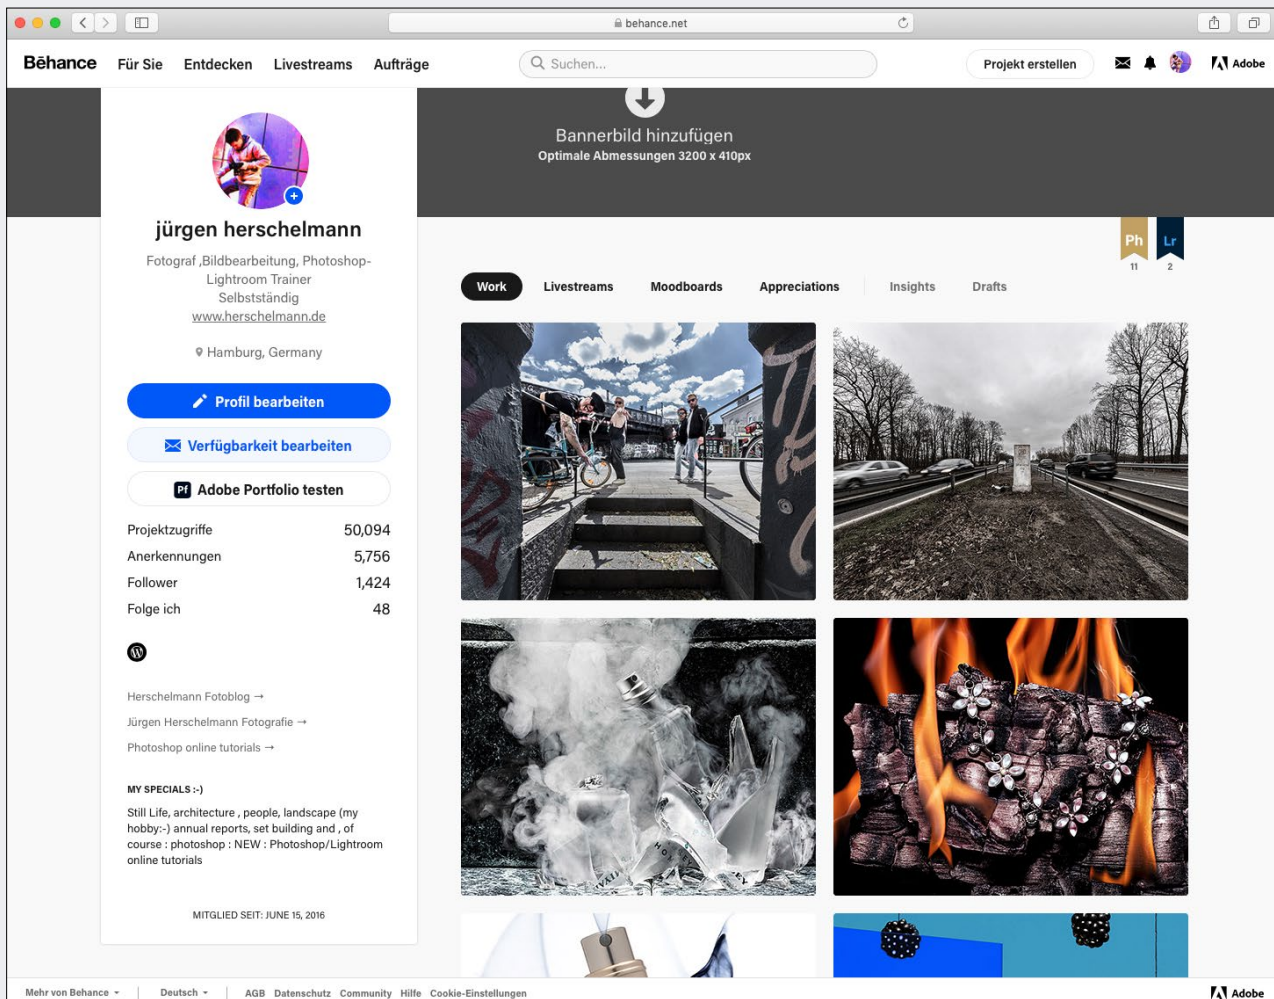 behance.net
Bēhance
Für Sie
Entdecken
Livestreams
Aufträge
Suchen...
Projekt erstellen
Adobe
Bannerbild hinzufügen
Optimale Abmessungen 3200 x 410px
jürgen herschelmann
Fotograf ,Bildbearbeitung, Photoshop-
Lightroom Trainer
Selbstständig
www.herschelmann.de
Hamburg, Germany
Profil bearbeiten
Verfügbarkeit bearbeiten
Pf Adobe Portfolio testen
Projektzugriffe 50,094
Anerkennungen 5,756
Follower 1,424
Folge ich 48
Herschelmann Fotoblog →
Jürgen Herschelmann Fotografie →
Photoshop online tutorials →
MY SPECIALS :-)
Still Life, architecture , people, landscape (my
hobby:-) annual reports, set building and , of
course : photoshop : NEW : Photoshop/Lightroom
online tutorials
MITGLIED SEIT: JUNE 15, 2016
Ph Lr
11 2
Work
Livestreams
Moodboards
Appreciations
Insights
Drafts
Mehr von Behance
Deutsch
AGB
Datenschutz
Community
Hilfe
Cookie-Einstellungen
Adobe